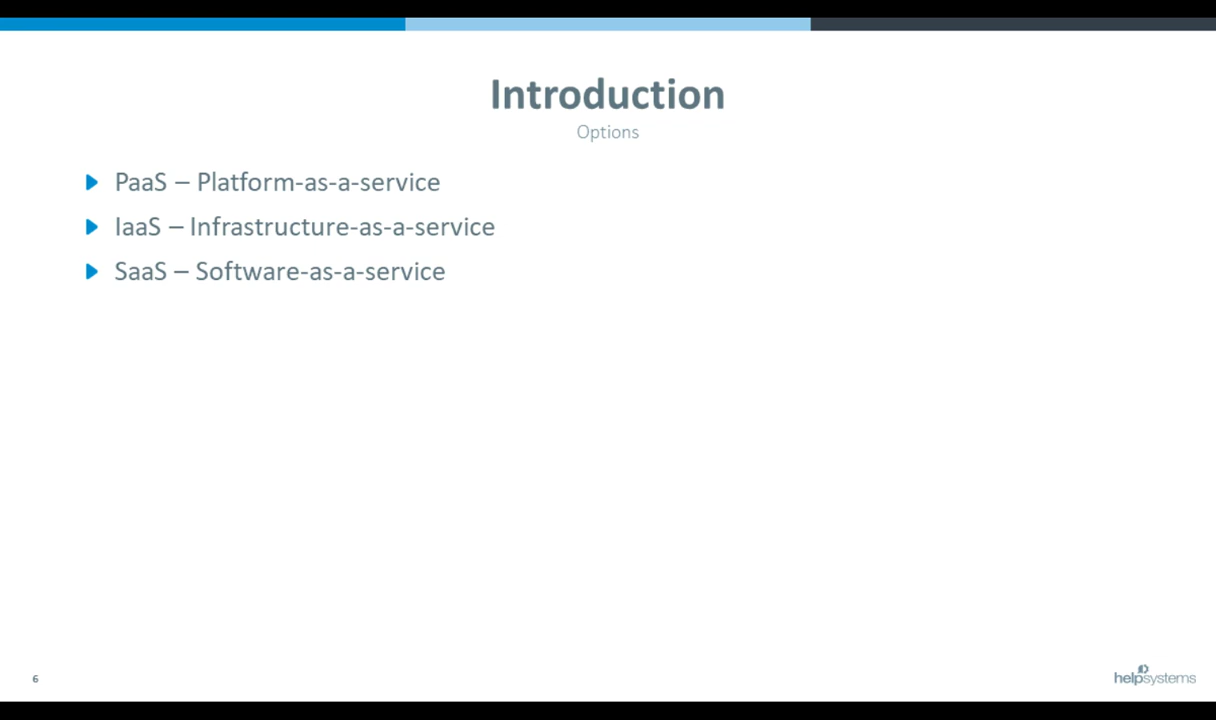 Introduction
Options
PaaS – Platform-as-a-service
IaaS – Infrastructure-as-a-service
SaaS – Software-as-a-service
6
helpsystems